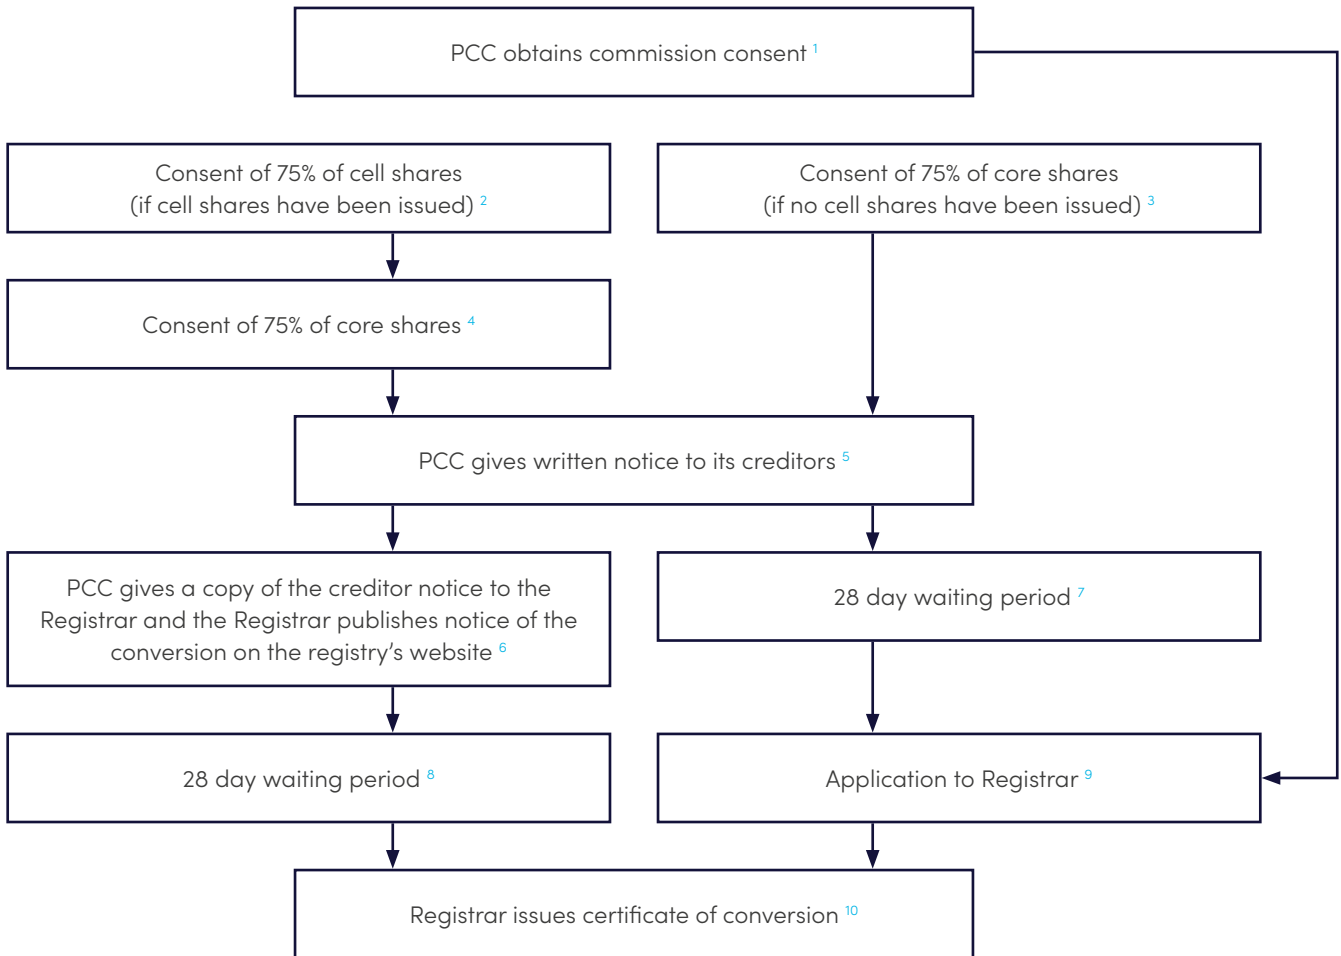 PCC obtains commission consent 1
Consent of 75% of cell shares
(if cell shares have been issued) 2
Consent of 75% of core shares
(if no cell shares have been issued) 3
Consent of 75% of core shares 4
PCC gives written notice to its creditors 5
PCC gives a copy of the creditor notice to the
Registrar and the Registrar publishes notice of the
conversion on the registry’s website 6
28 day waiting period 7
28 day waiting period 8
Application to Registrar 9
Registrar issues certificate of conversion 10